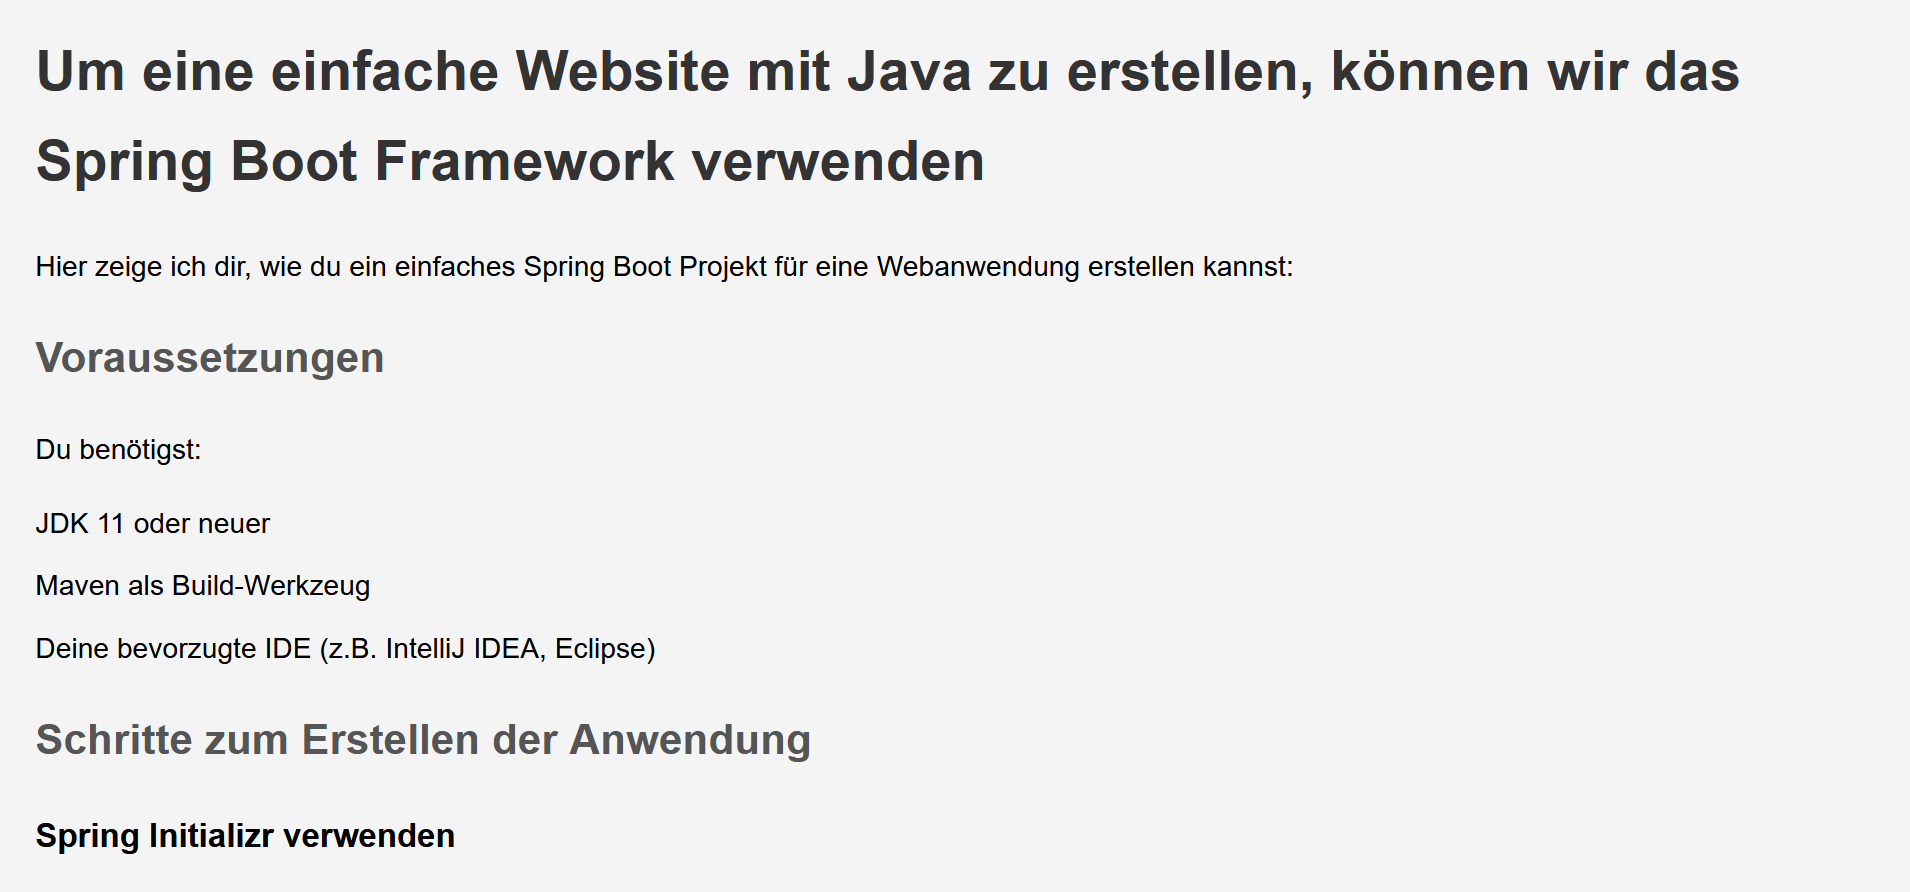 Um eine einfache Website mit Java zu erstellen, können wir das
Spring Boot Framework verwenden
Hier zeige ich dir, wie du ein einfaches Spring Boot Projekt für eine Webanwendung erstellen kannst:
Voraussetzungen
Du benötigst:
JDK 11 oder neuer
Maven als Build-Werkzeug
Deine bevorzugte IDE (z.B. IntelliJ IDEA, Eclipse)
Schritte zum Erstellen der Anwendung
Spring Initializr verwenden